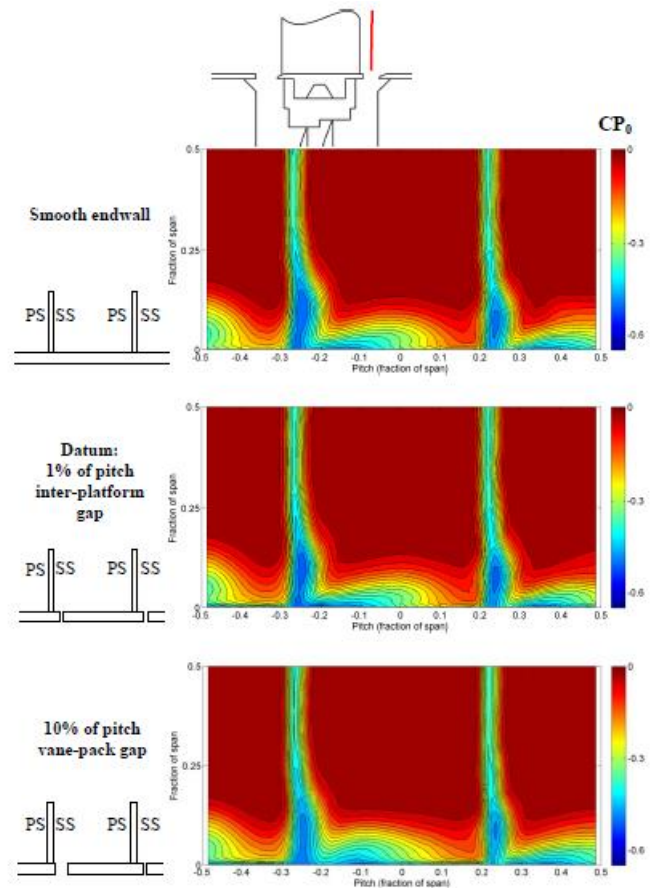 CP0
Smooth endwall
PS SS PS SS
Fraction of span
0.5
0.25
0
-0.5 -0.4 -0.3 -0.2 -0.1 0 0.1 0.2 0.3 0.4 0.5
Pitch (fraction of span)
0
-0.3
-0.6
Datum:
1% of pitch
inter-platform
gap
PS SS PS SS
Fraction of span
0.5
0.25
0
-0.5 -0.4 -0.3 -0.2 -0.1 0 0.1 0.2 0.3 0.4 0.5
Pitch (fraction of span)
0
-0.3
-0.6
10% of pitch
vane-pack gap
PS SS PS SS
Fraction of span
0.5
0.25
0
-0.5 -0.4 -0.3 -0.2 -0.1 0 0.1 0.2 0.3 0.4 0.5
Pitch (fraction of span)
0
-0.3
-0.6